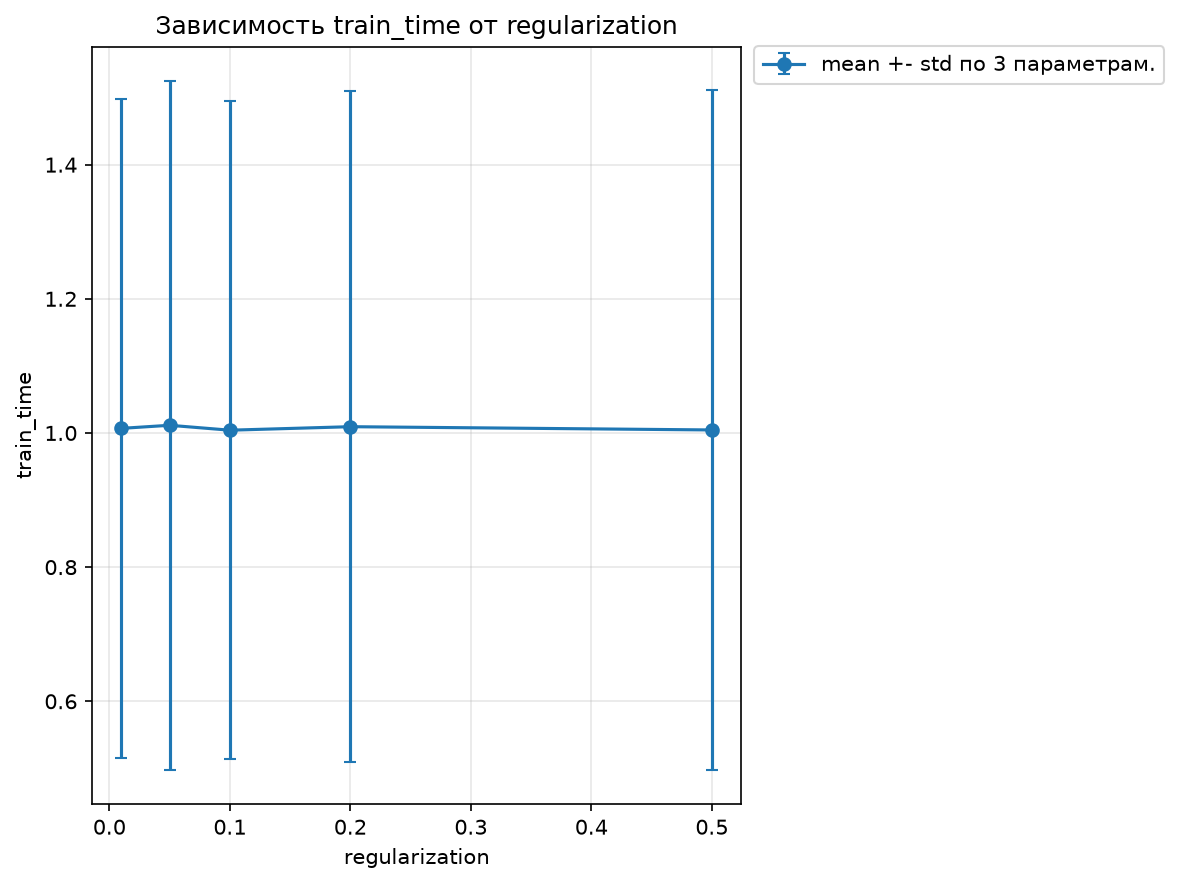 Зависимость train_time от regularization
mean +- std по 3 параметрам.
1.4
1.2
1.0
0.8
0.6
train_time
0.0 0.1 0.2 0.3 0.4 0.5
regularization